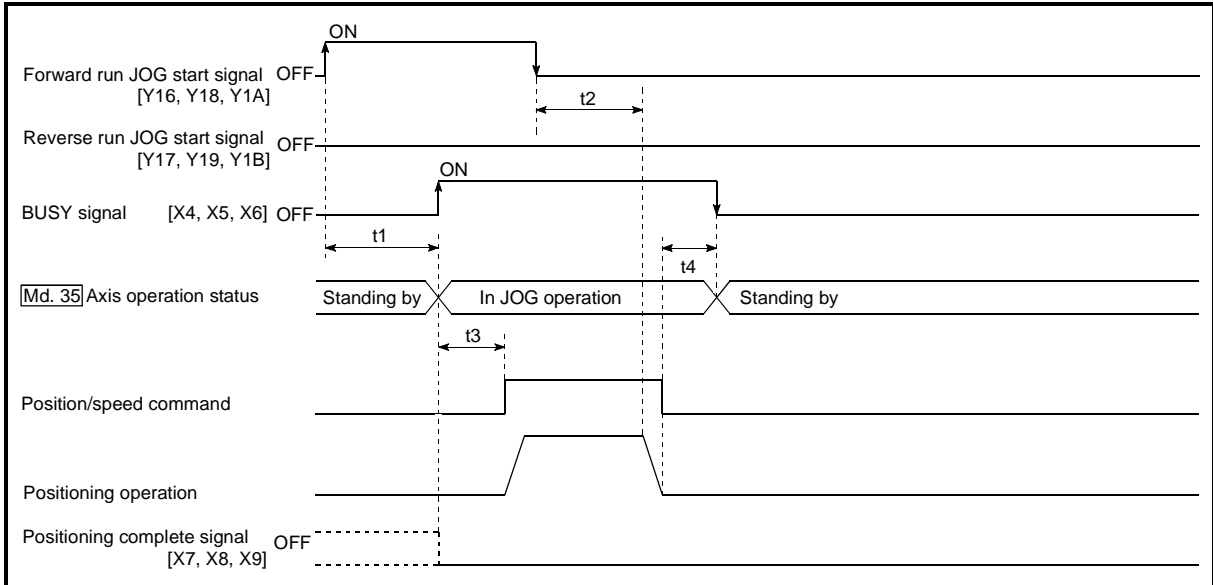 ON
Forward run JOG start signal OFF
[Y16, Y18, Y1A]
t2
Reverse run JOG start signal OFF
[Y17, Y19, Y1B]
ON
BUSY signal [X4, X5, X6] OFF
t1
t4
Md. 35 Axis operation status Standing by In JOG operation Standing by
t3
Position/speed command
Positioning operation
Positioning complete signal OFF
[X7, X8, X9]